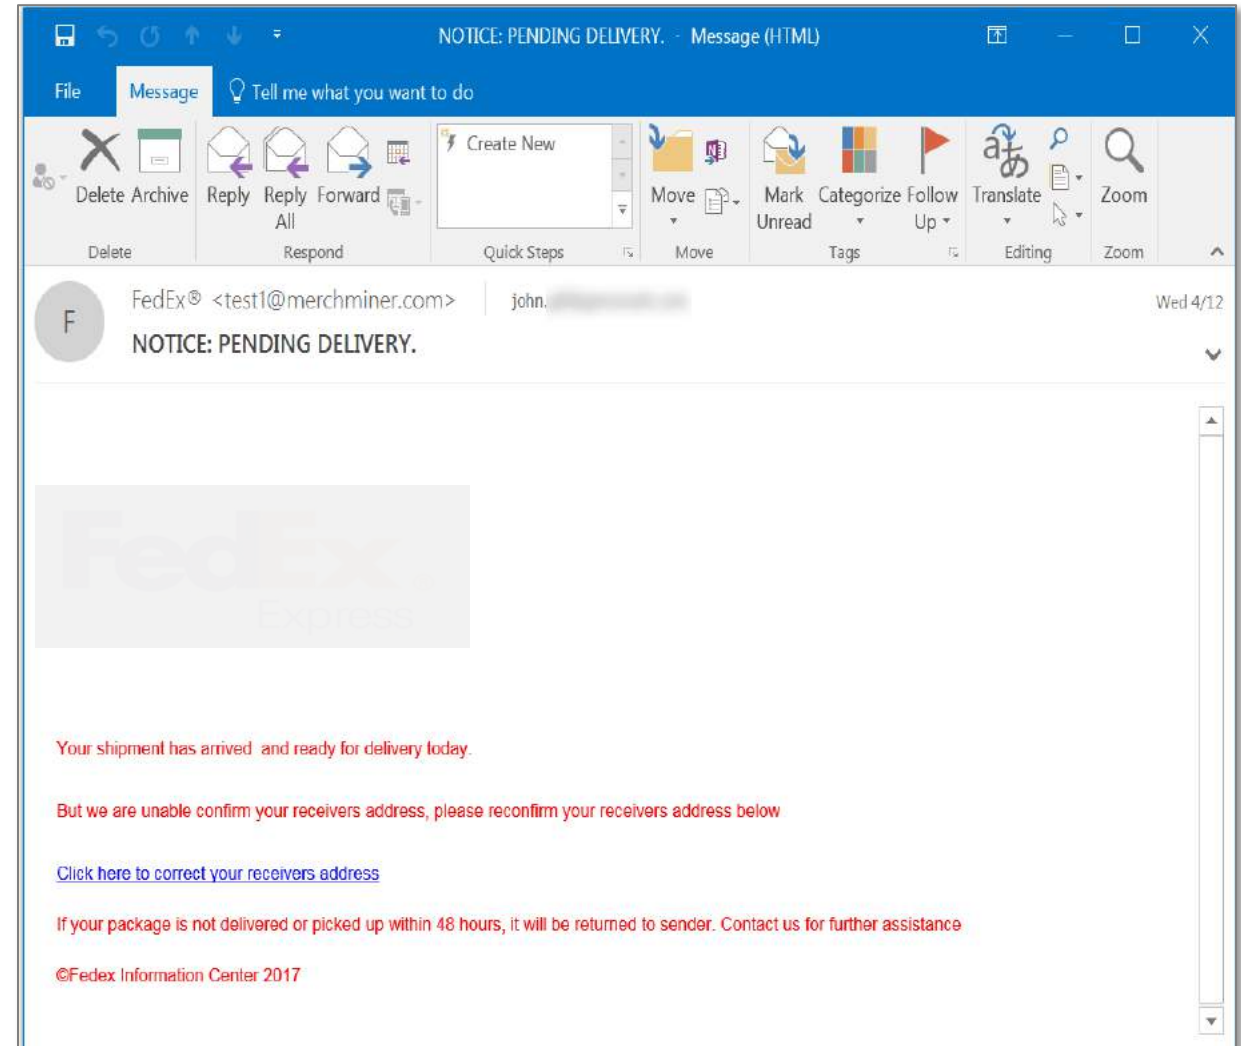 NOTICE: PENDING DELIVERY. - Message (HTML)
File Message Tell me what you want to do
Create New
Delete Archive Reply Reply All Forward Move Mark Unread Categorize Follow Up Translate Zoom
Delete Respond Quick Steps Move Tags Editing Zoom
F
FedEx® <test1@merchminer.com> john.
Wed 4/12
NOTICE: PENDING DELIVERY.
FedEx.
Express
Your shipment has arrived and ready for delivery today.
But we are unable confirm your receivers address, please reconfirm your receivers address below
Click here to correct your receivers address
If your package is not delivered or picked up within 48 hours, it will be returned to sender. Contact us for further assistance
©Fedex Information Center 2017